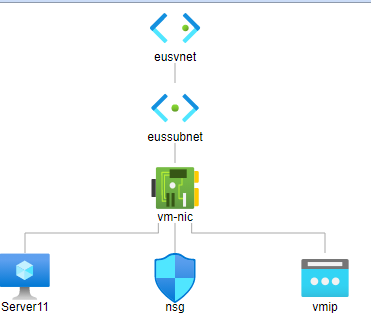 eusvnet
eussubnet
vm-nic
Server11
nsg
vmip